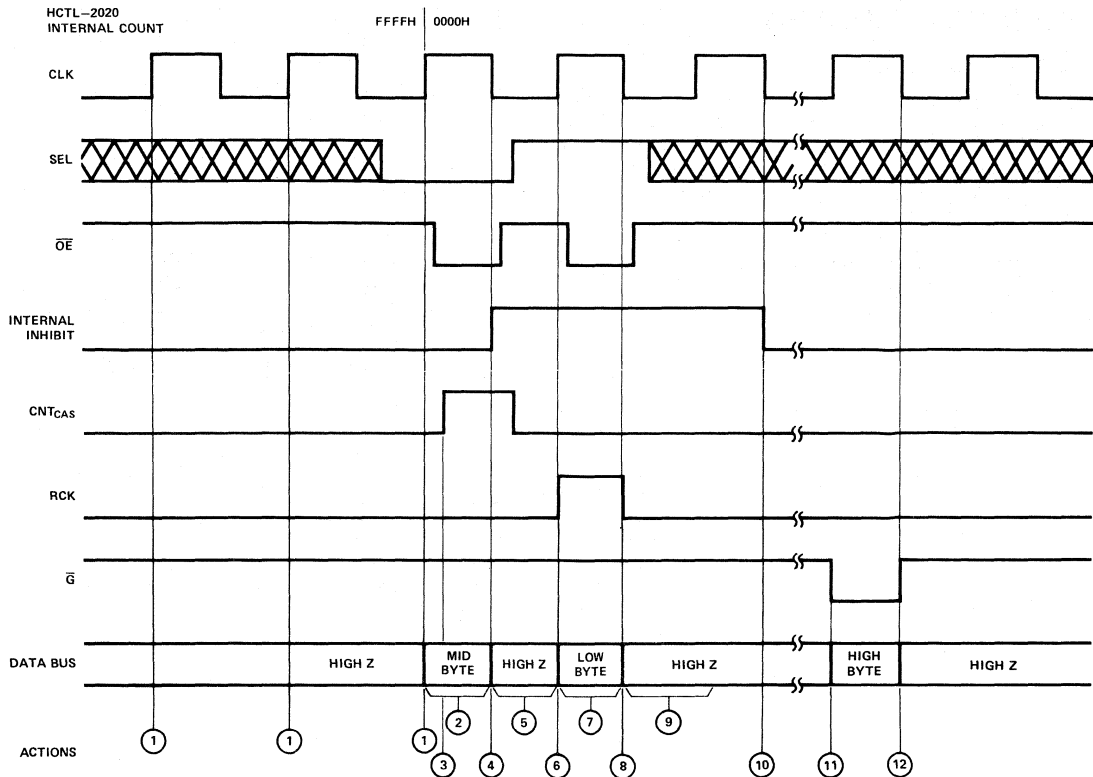 HCTL–2020
INTERNAL COUNT
FFFFH 0000H
CLK
SEL
OE
INTERNAL
INHIBIT
CNTCAS
RCK
G
DATA BUS
HIGH Z
MID
BYTE
HIGH Z
LOW
BYTE
HIGH Z
HIGH
BYTE
HIGH Z
2 5 7 9
ACTIONS
1 1 1
3 4 6 8 10 11 12